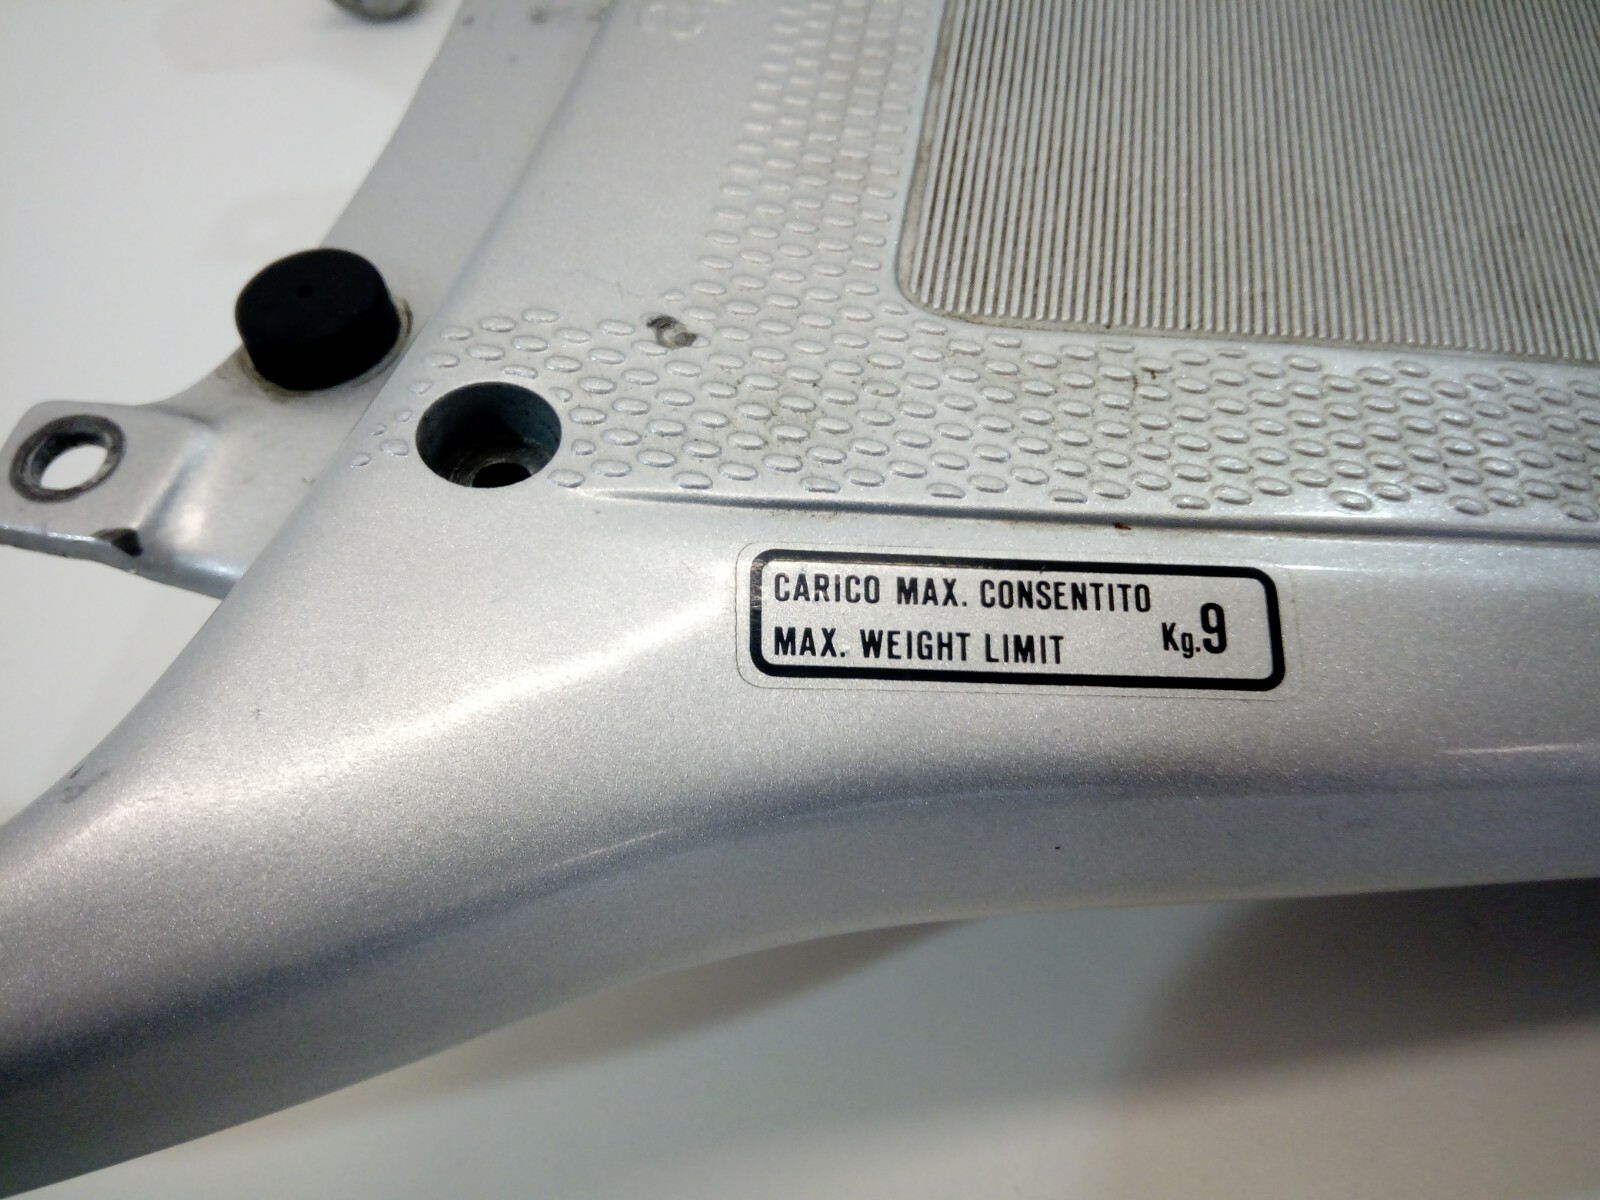 CARICO MAX. CONSENTITO
MAX. WEIGHT LIMIT Kg.9